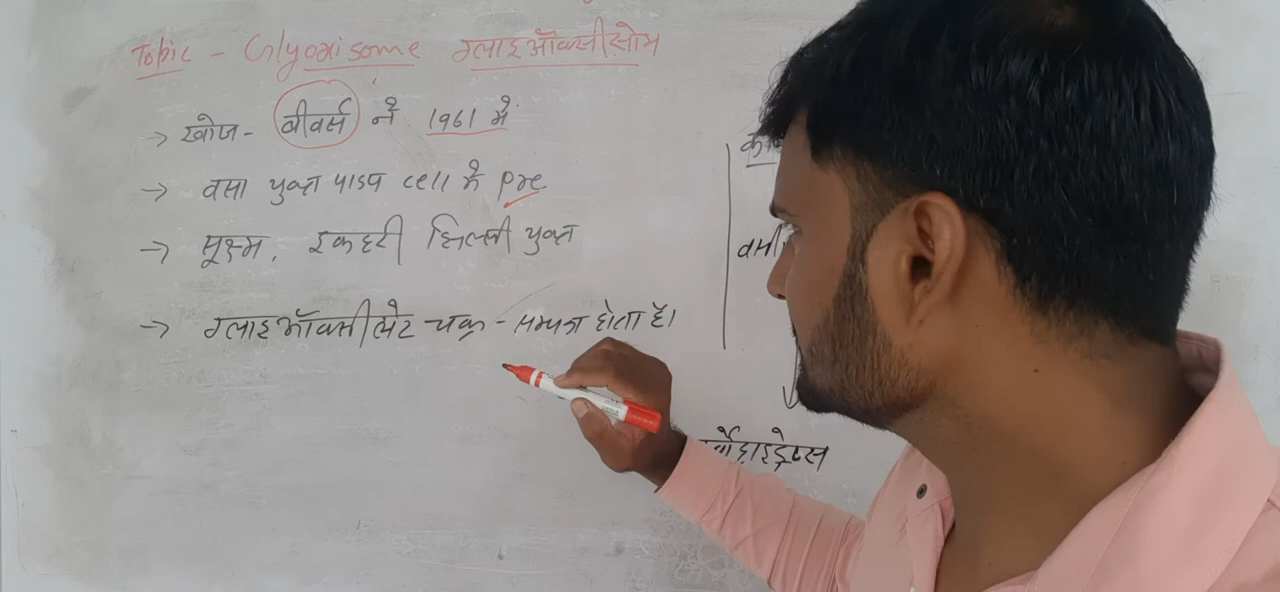 Topic - Glyoxisome ग्लाइऑक्सीसोम
→ खोज - बीवर्स ने 1961 में
→ वसा युक्त पादप cell में pre
→ सूक्ष्म, इकहरी झिल्ली युक्त
→ ग्लाइऑक्सीलेट चक्र - सम्पन्न होता है।